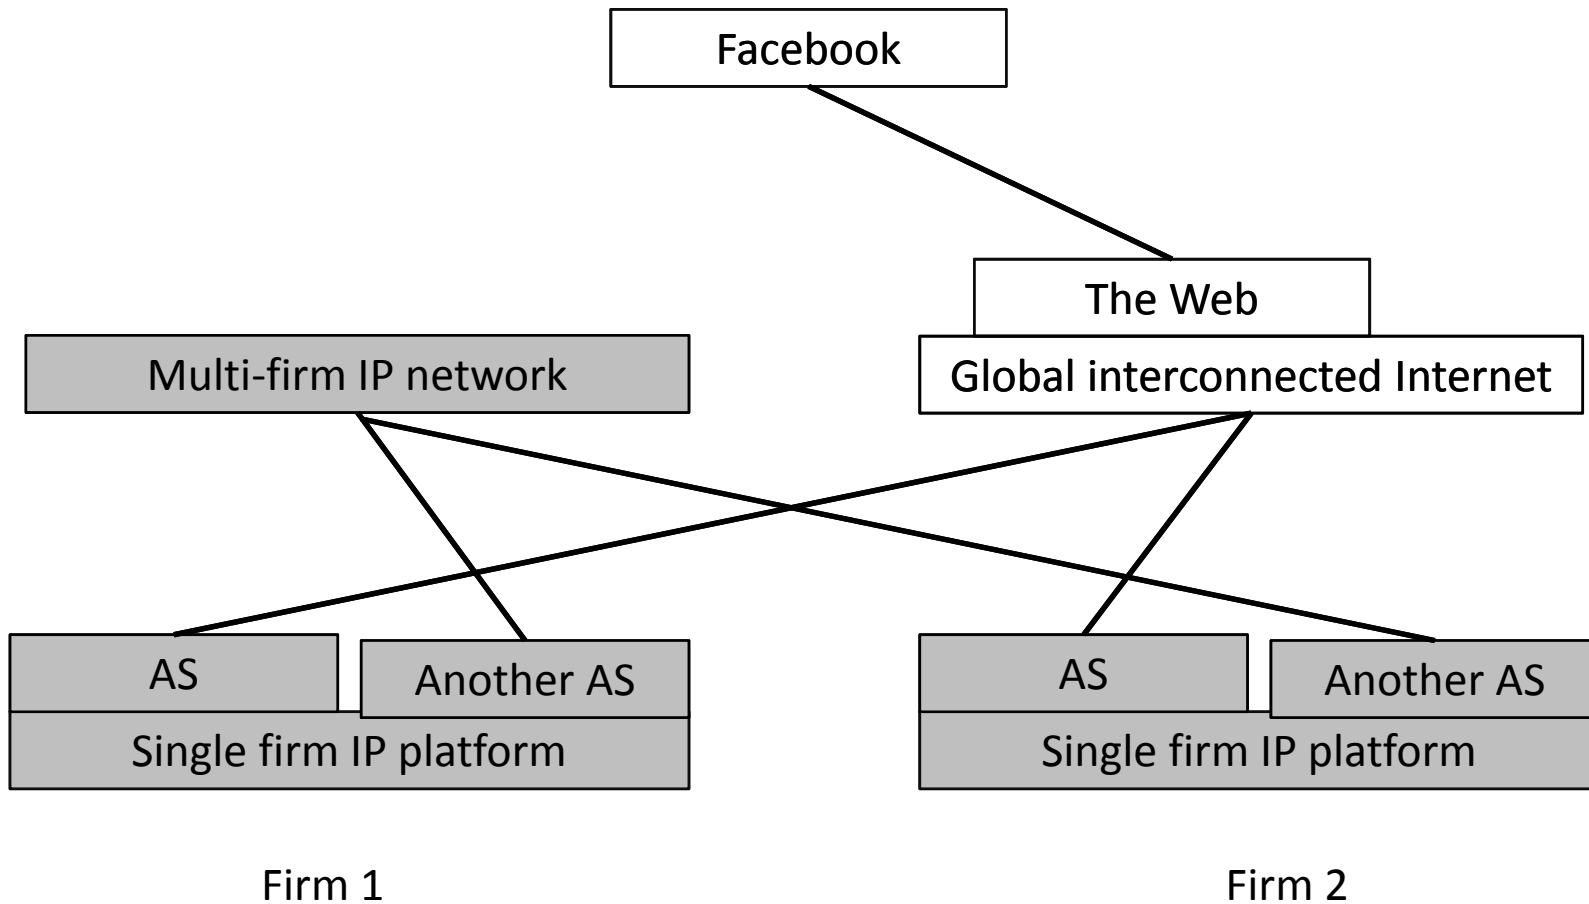 Facebook
The Web
Multi-firm IP network
Global interconnected Internet
AS
Another AS
AS
Another AS
Single firm IP platform
Single firm IP platform
Firm 1
Firm 2